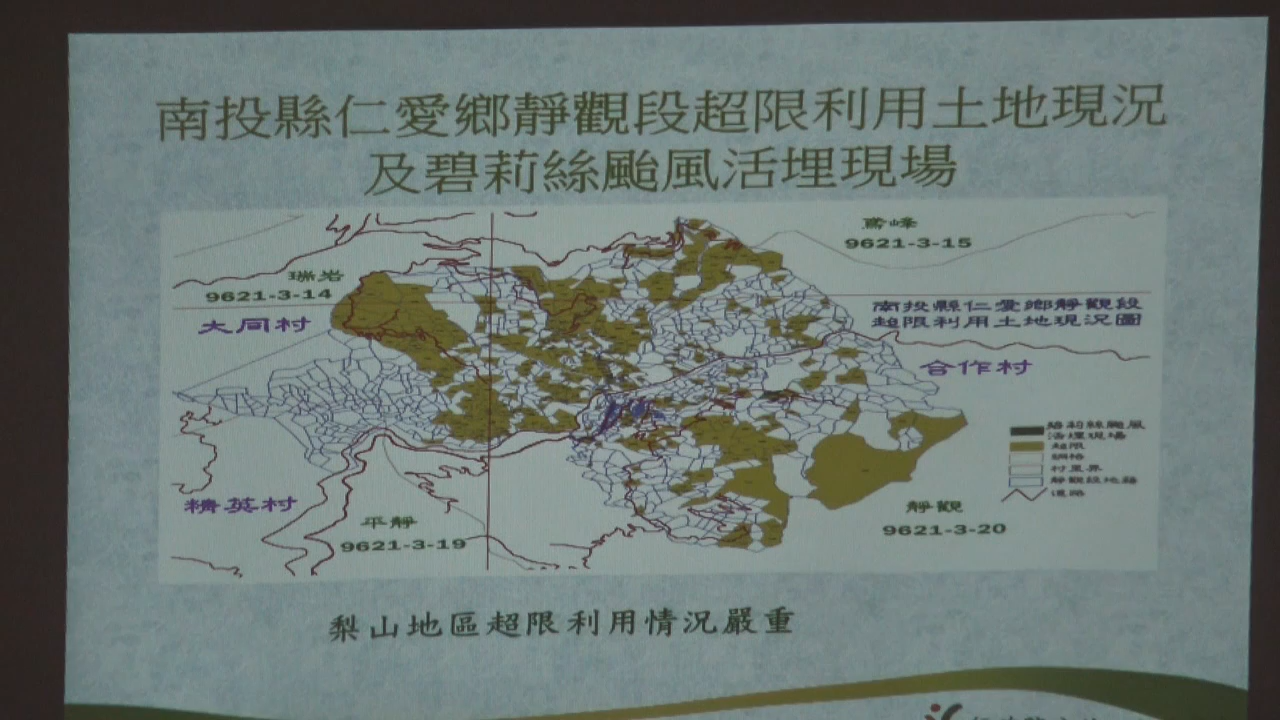 南投縣仁愛鄉靜觀段超限利用土地現況
及碧莉絲颱風活埋現場
鳶峰
9621-3-15
瑞岩
9621-3-14
大同村
南投縣仁愛鄉靜觀段
超限利用土地現況圖
合作村
碧莉絲颱風
活埋現場
超限
村里界
靜觀段地籍
道路
精英村
平靜
9621-3-19
靜觀
9621-3-20
梨山地區超限利用情況嚴重